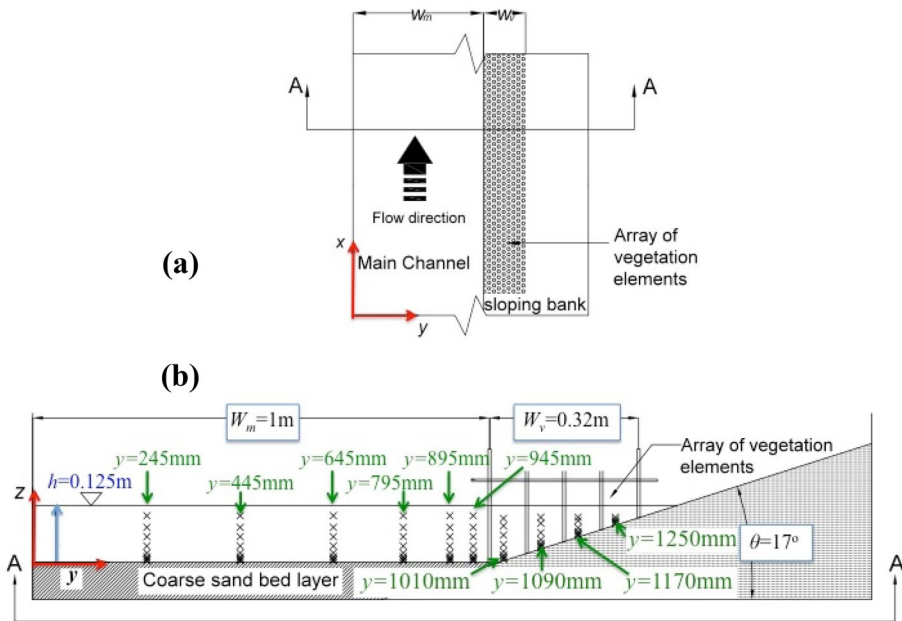 Wm Wv
A A
Flow direction
x
Main Channel
Array of
vegetation
elements
(a)
sloping bank
y
(b)
Wm=1m Wv=0.32m
Array of vegetation
elements
y=245mm y=645mm y=895mm y=945mm
z h=0.125m y=445mm y=795mm
y=1250mm θ=17o
A y A
Coarse sand bed layer y=1010mm y=1090mm y=1170mm